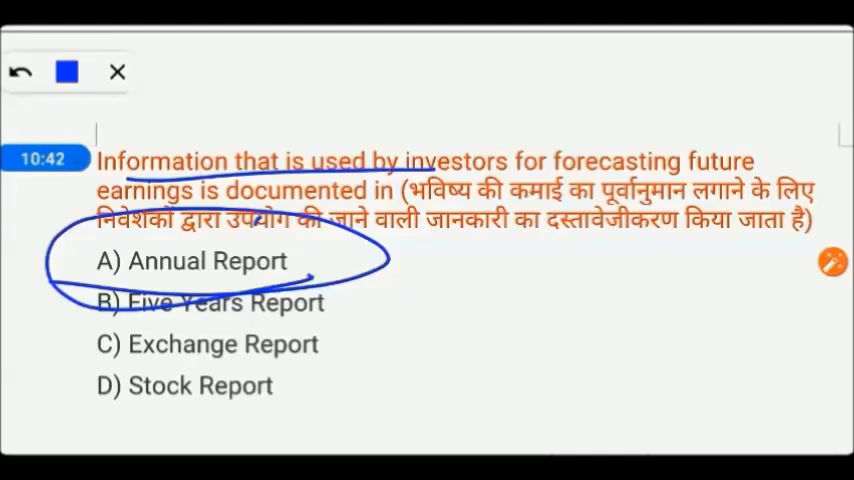 10:42
Information that is used by investors for forecasting future
earnings is documented in (भविष्य की कमाई का पूर्वानुमान लगाने के लिए
निवेशकों द्वारा उपयोग की जाने वाली जानकारी का दस्तावेजीकरण किया जाता है)
A) Annual Report
B) Five Years Report
C) Exchange Report
D) Stock Report